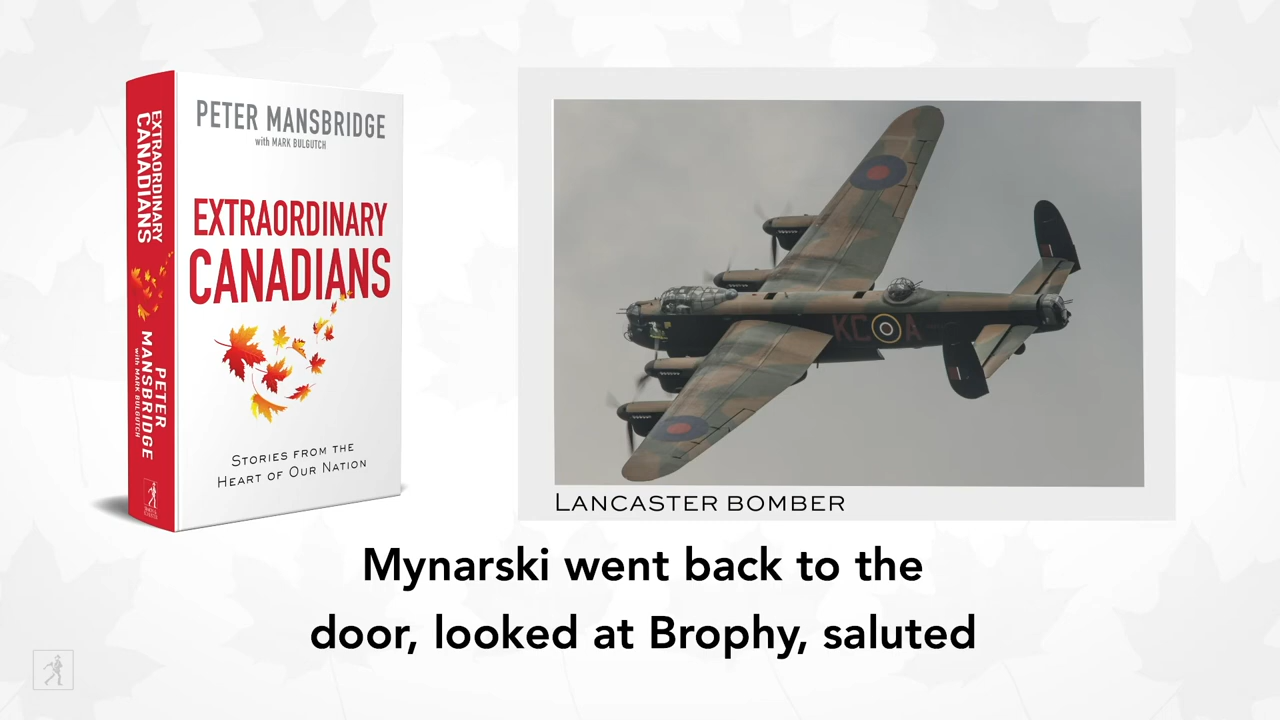 EXTRAORDINARY
CANADIANS
PETER
MANSBRIDGE
with MARK BULGUTCH
PETER MANSBRIDGE
with MARK BULGUTCH
EXTRAORDINARY
CANADIANS
STORIES FROM THE
HEART OF OUR NATION
KC A
LANCASTER BOMBER
Mynarski went back to the
door, looked at Brophy, saluted